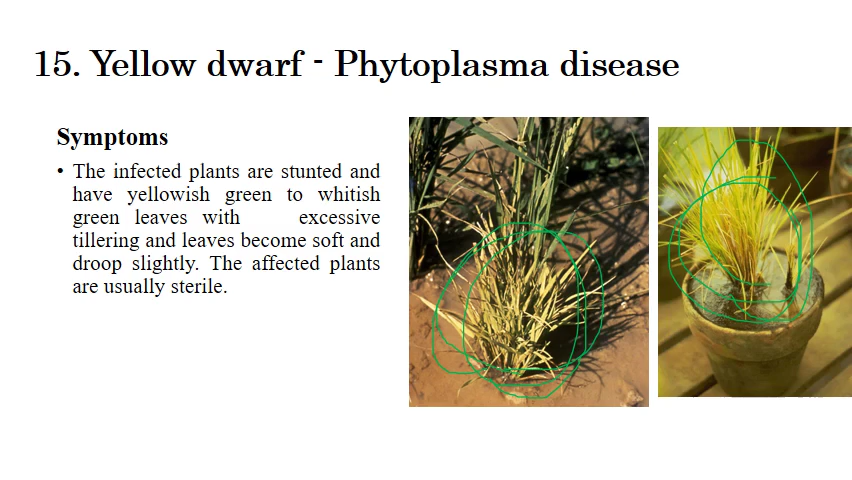 15. Yellow dwarf - Phytoplasma disease
Symptoms
• The infected plants are stunted and
have yellowish green to whitish
green leaves with excessive
tillering and leaves become soft and
droop slightly. The affected plants
are usually sterile.